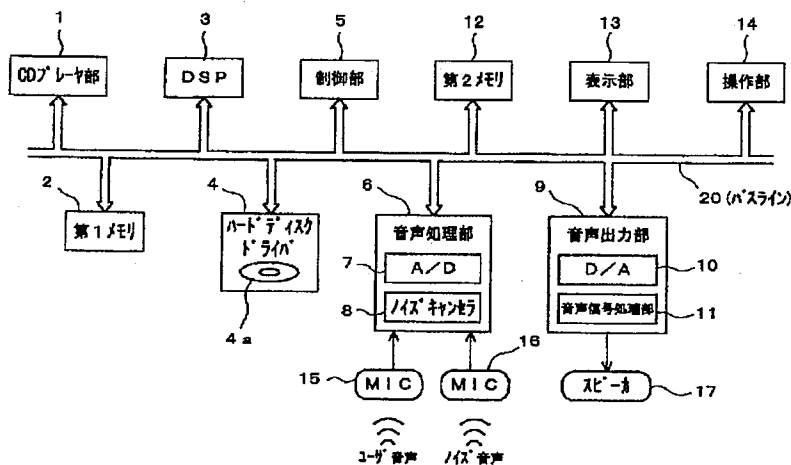 1
3
5
12
13
14
CDプレーヤ部
DSP
制御部
第2メモリ
表示部
操作部
20(バスライン)
2
4
6
9
第1メモリ
ハードディスク
ドライバ
4a
音声処理部
7
A/D
8
ノイズキャンセラ
音声出力部
D/A
10
音声信号処理部
11
15
MIC
16
MIC
スピーカ
17
ユーザ音声
ノイズ音声